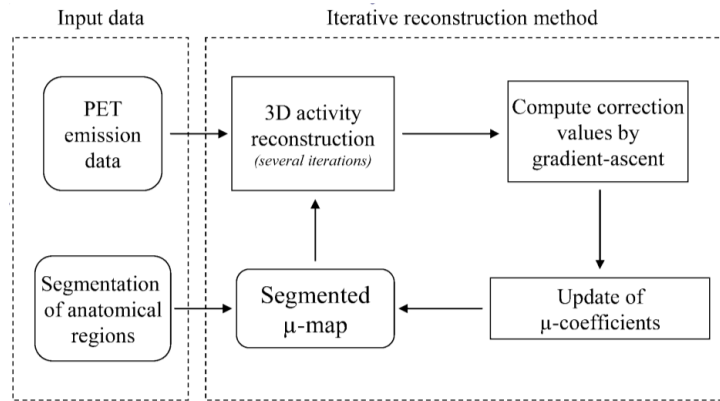 Input data
Iterative reconstruction method
PET
emission
data
3D activity
reconstruction
(several iterations)
Compute correction
values by
gradient-ascent
Segmentation
of anatomical
regions
Segmented
μ-map
Update of
μ-coefficients